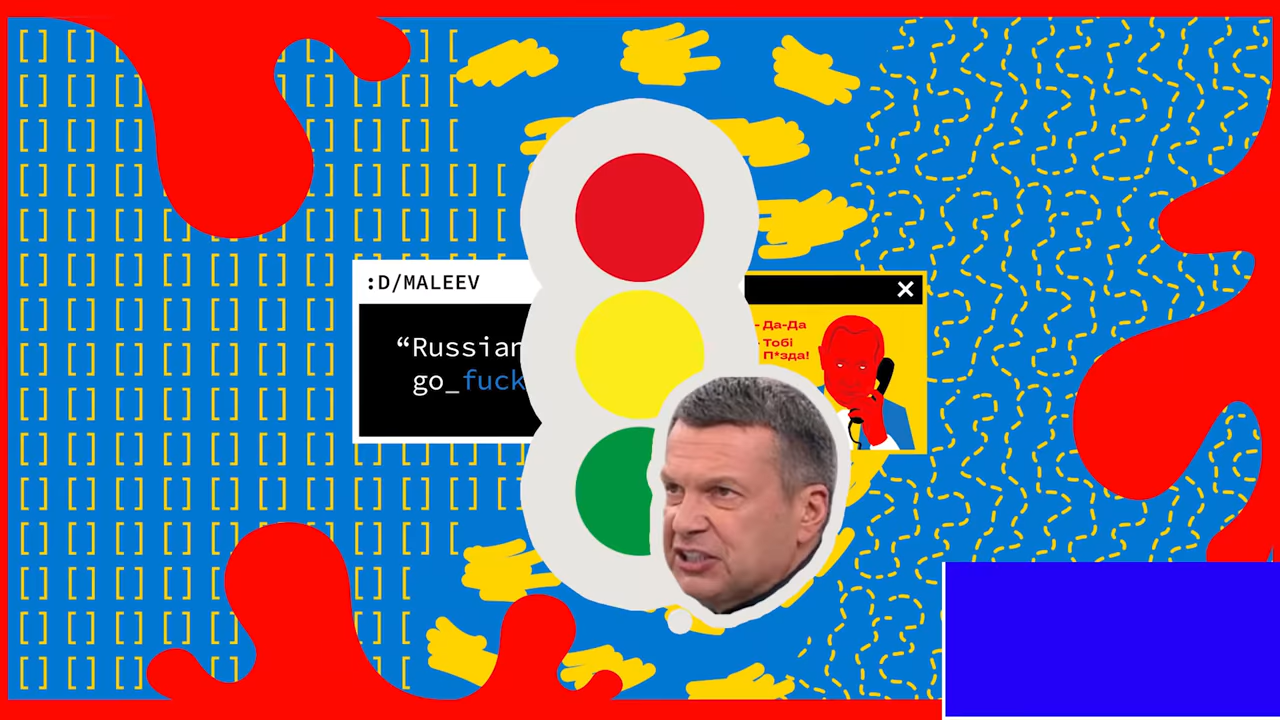 :D/MALEEV
“Russian
go_fuck
- Да-Да
- Тобі
П*зда!